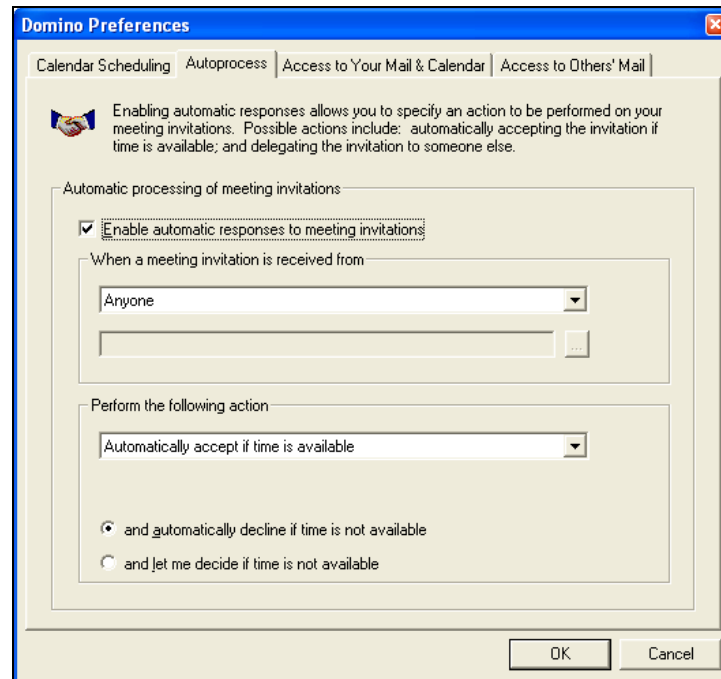 Domino Preferences
Calendar Scheduling Autoprocess Access to Your Mail & Calendar Access to Others' Mail
Enabling automatic responses allows you to specify an action to be performed on your
meeting invitations. Possible actions include: automatically accepting the invitation if
time is available; and delegating the invitation to someone else.
Automatic processing of meeting invitations
Enable automatic responses to meeting invitations
When a meeting invitation is received from
Anyone
...
Perform the following action
Automatically accept if time is available
and automatically decline if time is not available
and let me decide if time is not available
OK Cancel